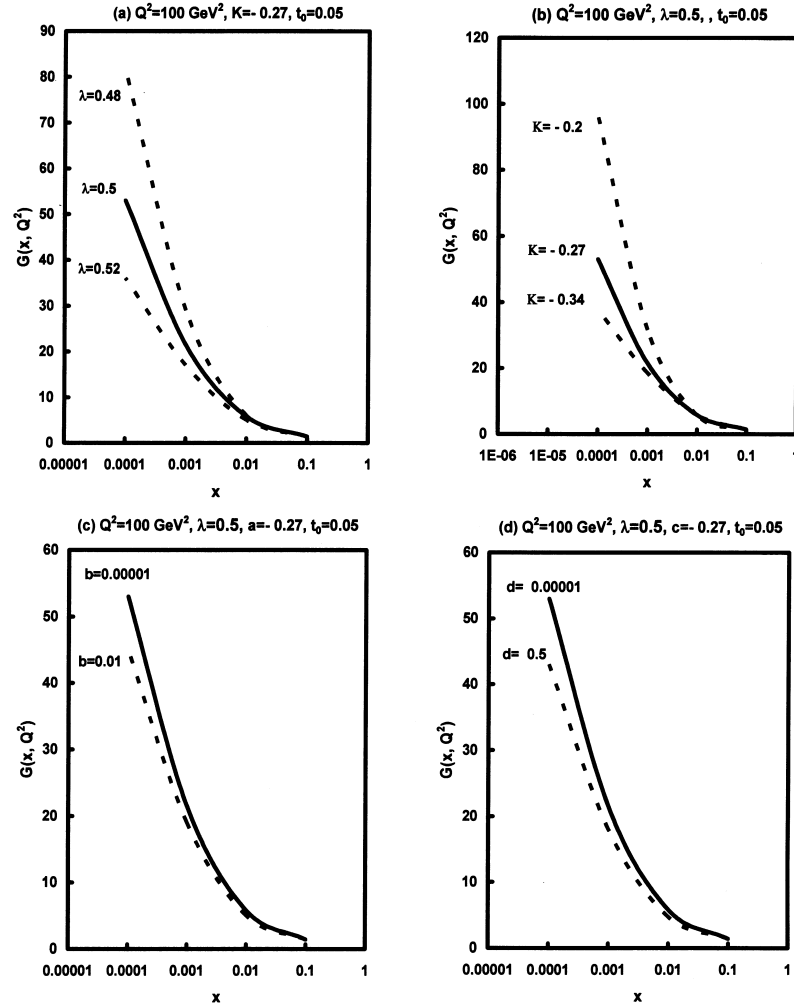 (a) Q²=100 GeV², K=- 0.27, t₀=0.05
90
80
70
60
50
40
30
20
10
0
G(x, Q²)
λ=0.48
λ=0.5
λ=0.52
0.00001 0.0001 0.001 0.01 0.1 1
x
(b) Q²=100 GeV², λ=0.5, , t₀=0.05
120
100
80
60
40
20
0
G(x, Q²)
K= - 0.2
K= - 0.27
K= - 0.34
1E-06 1E-05 0.0001 0.001 0.01 0.1 1
x
(c) Q²=100 GeV², λ=0.5, a=- 0.27, t₀=0.05
60
50
40
30
20
10
0
G(x, Q²)
b=0.00001
b=0.01
0.00001 0.0001 0.001 0.01 0.1 1
x
(d) Q²=100 GeV², λ=0.5, c=- 0.27, t₀=0.05
60
50
40
30
20
10
0
G(x, Q²)
d= 0.00001
d= 0.5
0.00001 0.0001 0.001 0.01 0.1 1
x